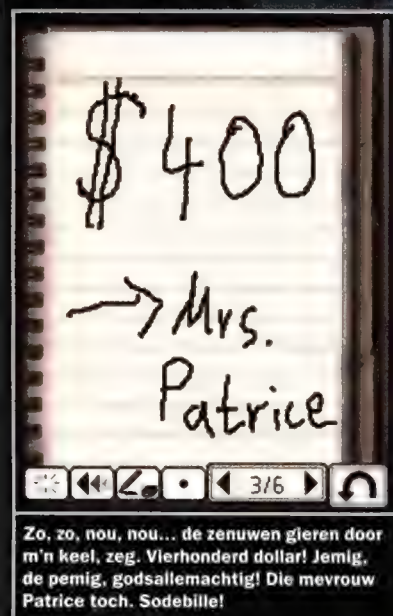 $400
→ Mrs.
Patrice
3/6
Zo, zo, nou, nou... de zenuwen gieren door
m'n keel, zeg. Vierhonderd dollar! Jemig,
de pemig, godsallemachtig! Die mevrouw
Patrice toch. Sodebille!